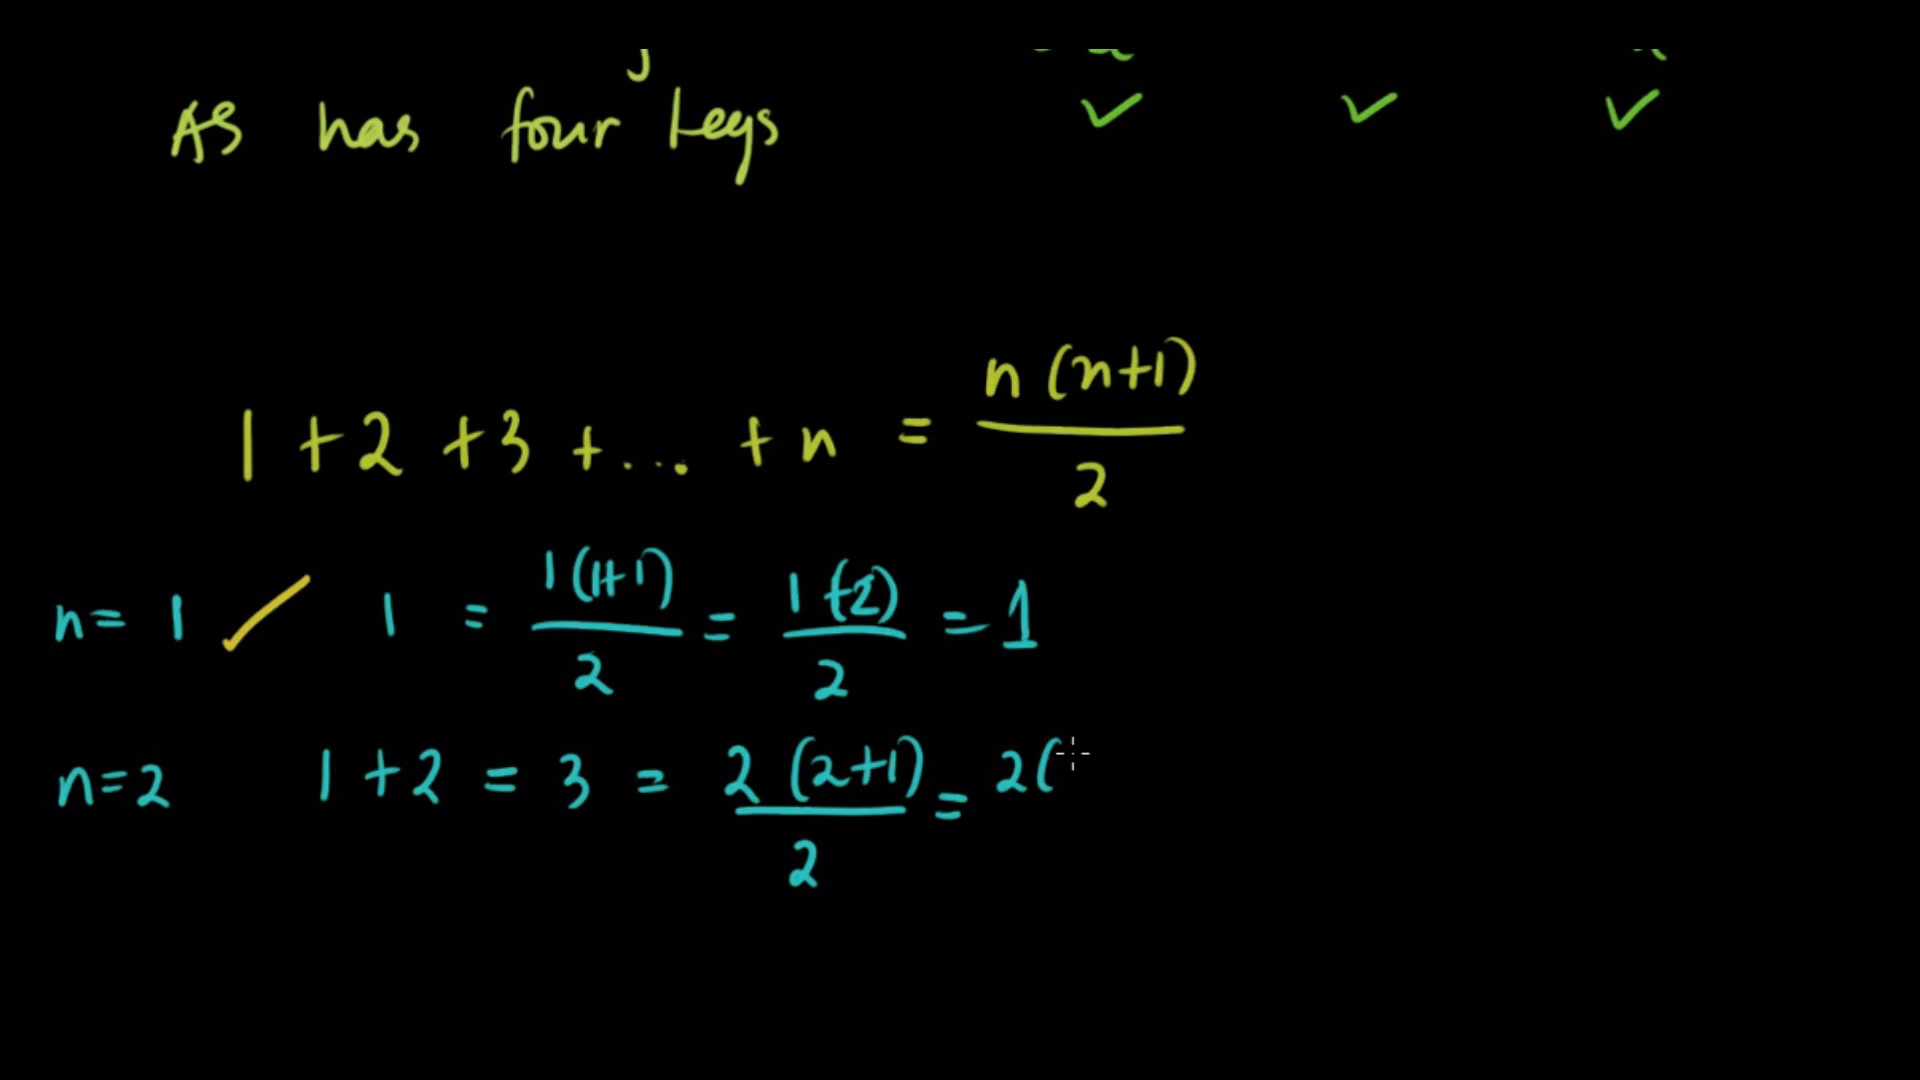 As has four Legs
1 + 2 + 3 + ... + n = n (n+1) / 2
n = 1 ✓ 1 = 1(1+1) / 2 = 1(2) / 2 = 1
n=2 1 + 2 = 3 = 2 (2+1) / 2 = 2(